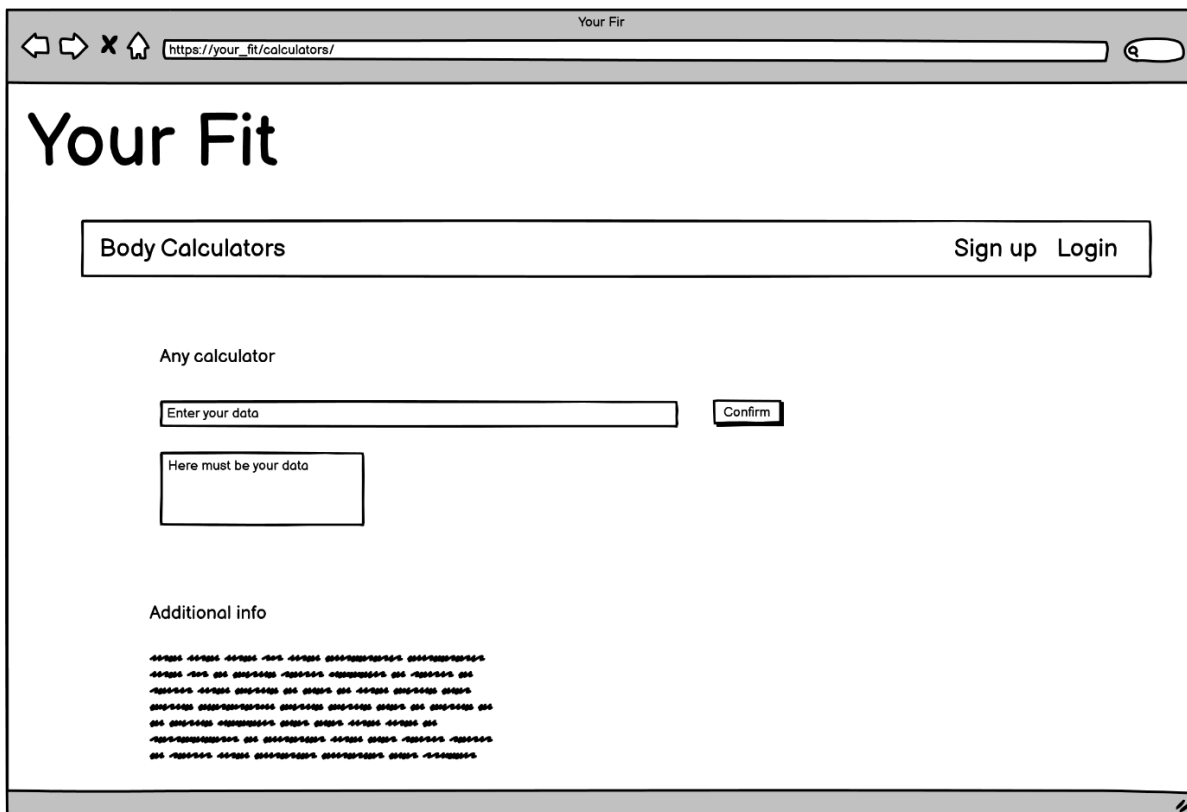 Your Fir
https://your_fit/calculators/
Your Fit
Body Calculators Sign up Login
Any calculator
Enter your data Confirm
Here must be your data
Additional info